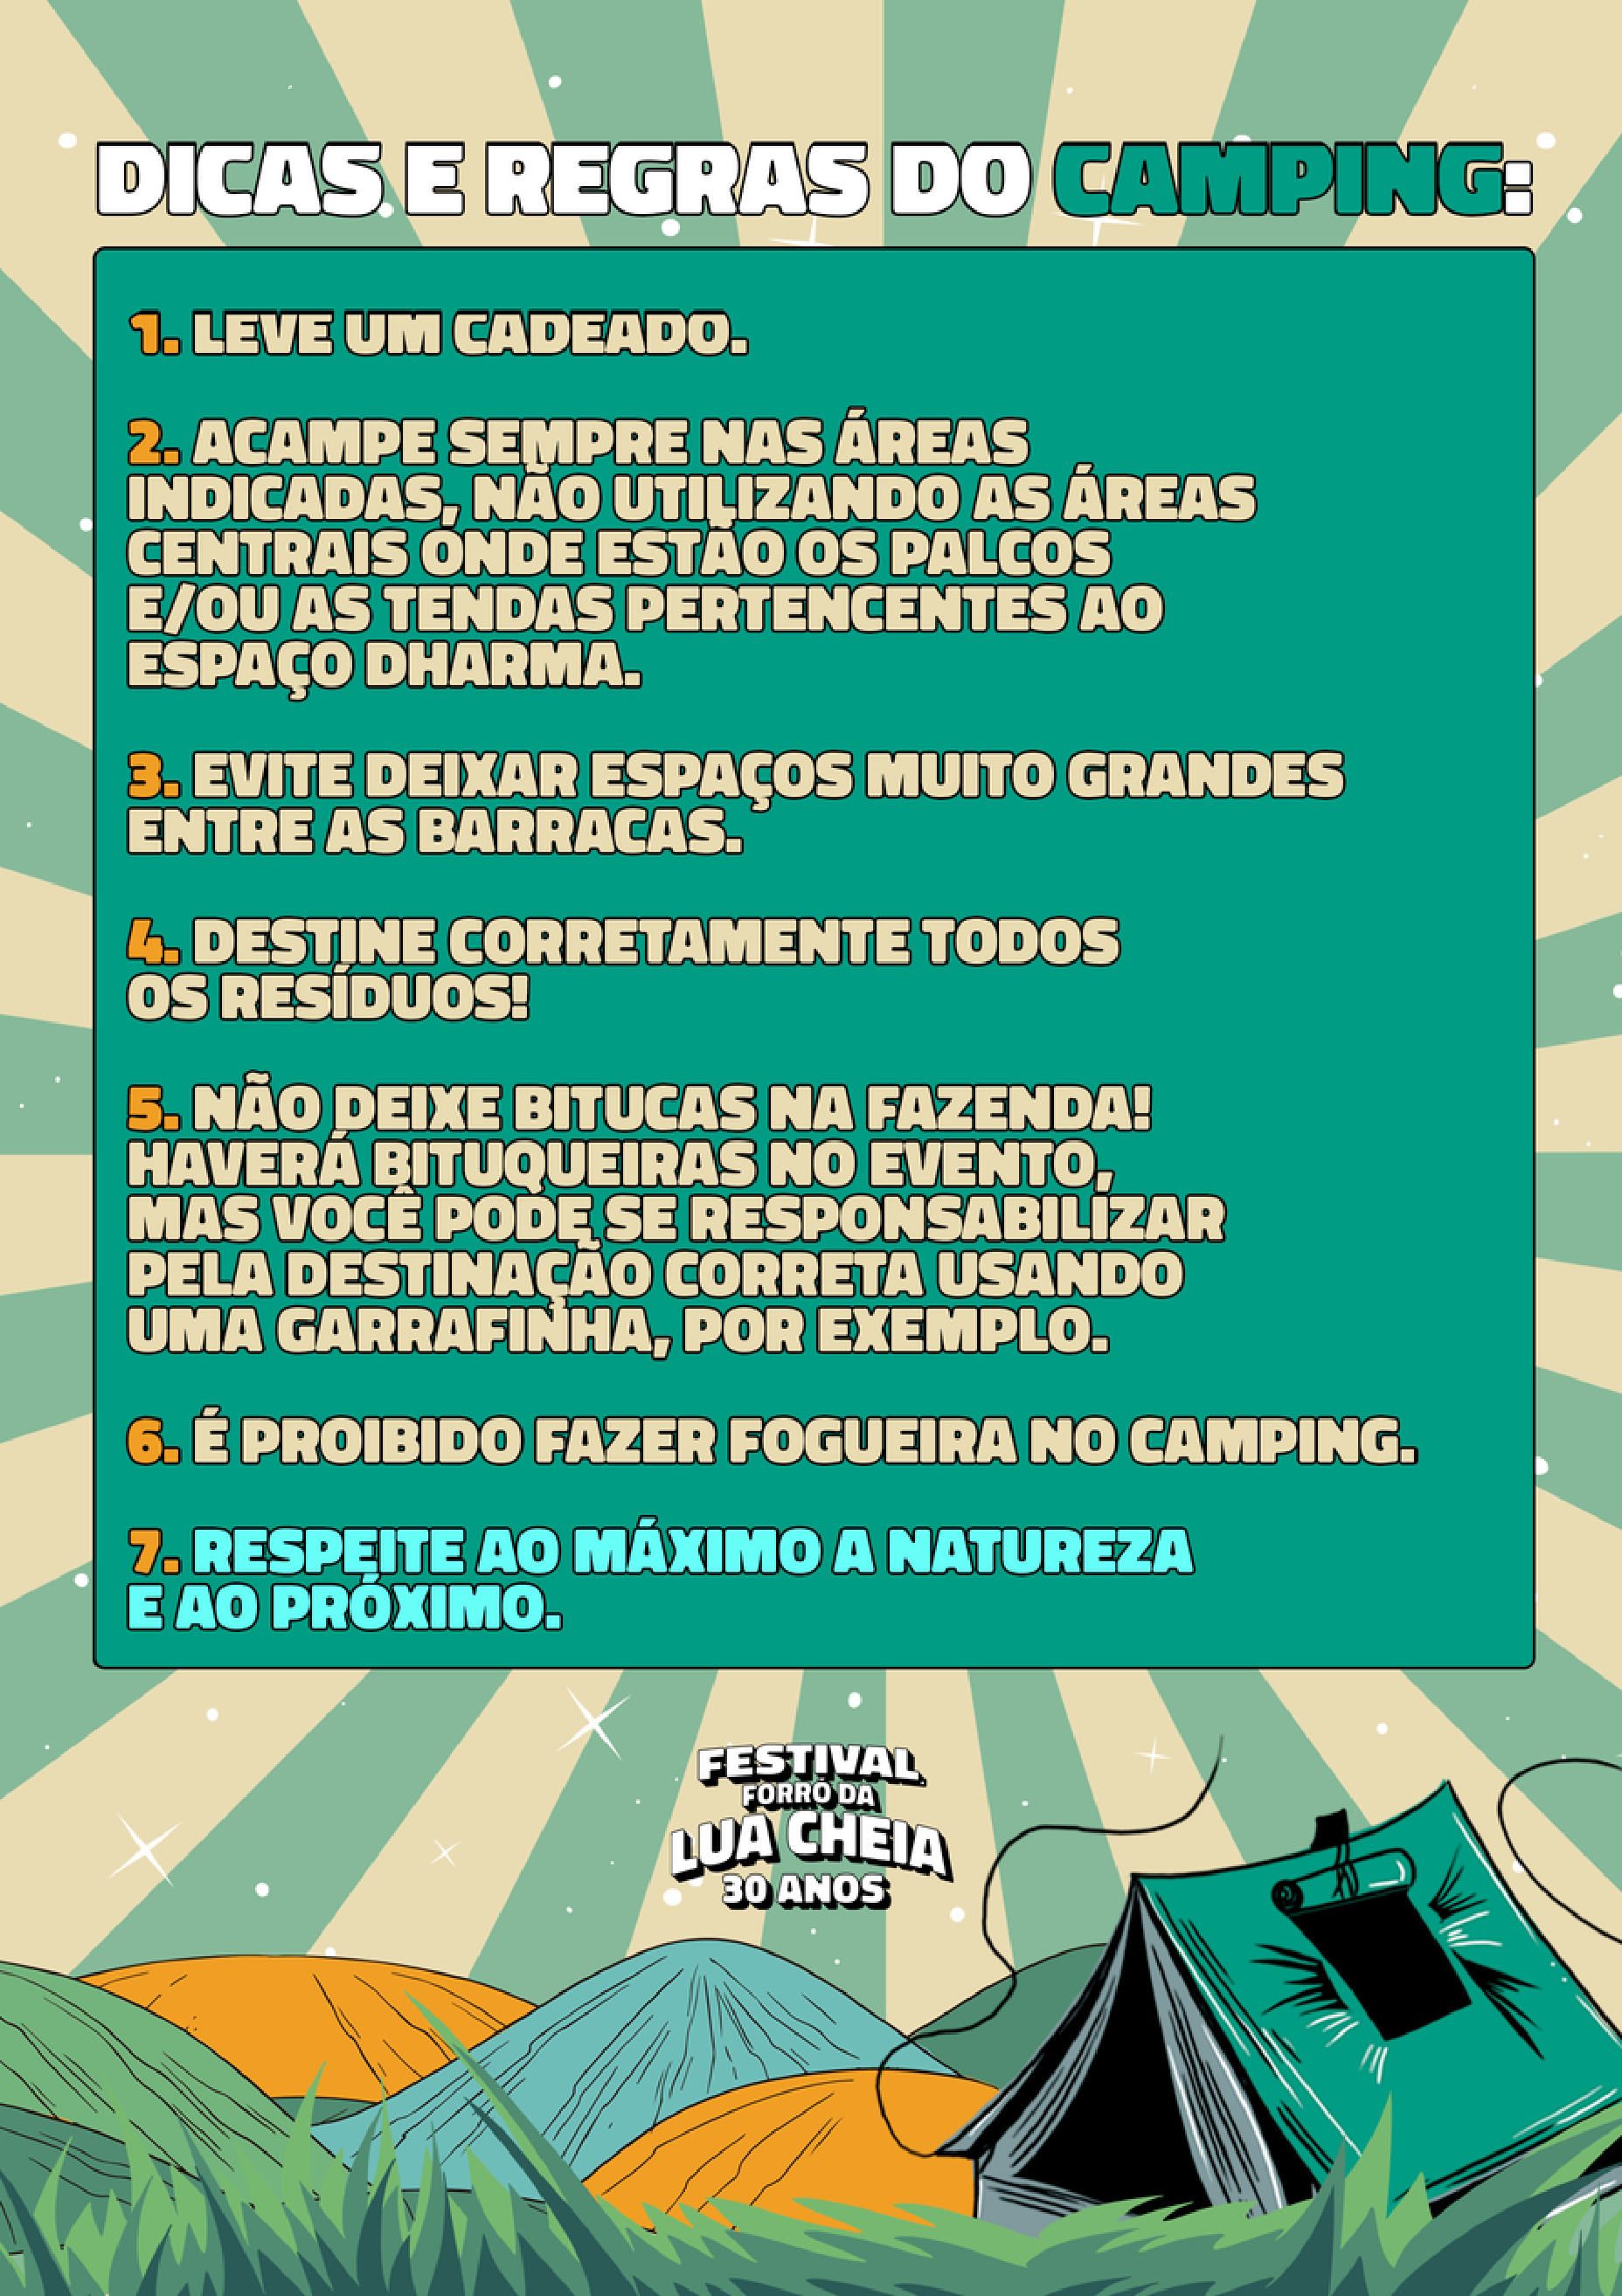 DICAS E REGRAS DO CAMPING:
1. LEVE UM CADEADO.
2. ACAMPE SEMPRE NAS ÁREAS
INDICADAS, NÃO UTILIZANDO AS ÁREAS
CENTRAIS ONDE ESTÃO OS PALCOS
E/OU AS TENDAS PERTENCENTES AO
ESPAÇO DHARMA.
3. EVITE DEIXAR ESPAÇOS MUITO GRANDES
ENTRE AS BARRACAS.
4. DESTINE CORRETAMENTE TODOS
OS RESÍDUOS!
5. NÃO DEIXE BITUCAS NA FAZENDA!
HAVERÁ BITUQUEIRAS NO EVENTO,
MAS VOCÊ PODE SE RESPONSABILIZAR
PELA DESTINAÇÃO CORRETA USANDO
UMA GARRAFINHA, POR EXEMPLO.
6. É PROIBIDO FAZER FOGUEIRA NO CAMPING.
7. RESPEITE AO MÁXIMO A NATUREZA
E AO PRÓXIMO.
FESTIVAL
FORRÓ DA
LUA CHEIA
30 ANOS